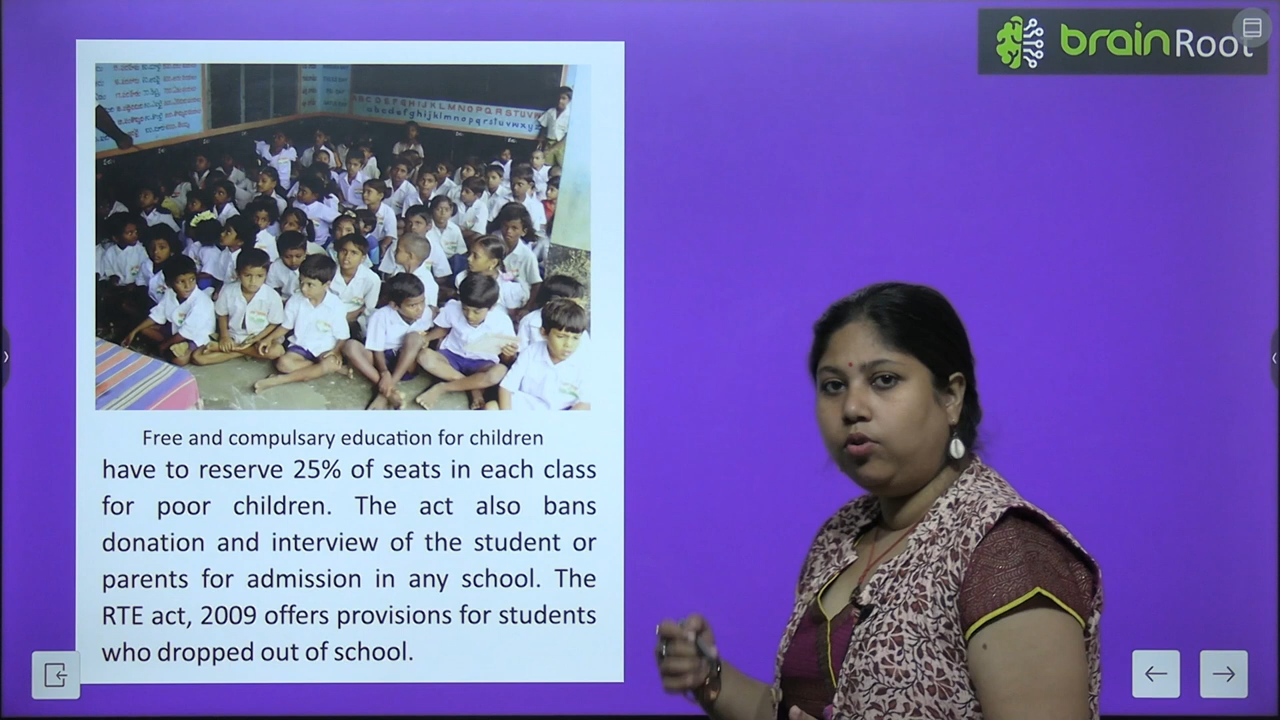 brainRoot
A B C D E F G H I J K L M N O P Q R S T U V W
a b c d e f g h i j k l m n o p q r s t u v w x y z
Free and compulsary education for children
have to reserve 25% of seats in each class
for poor children. The act also bans
donation and interview of the student or
parents for admission in any school. The
RTE act, 2009 offers provisions for students
who dropped out of school.